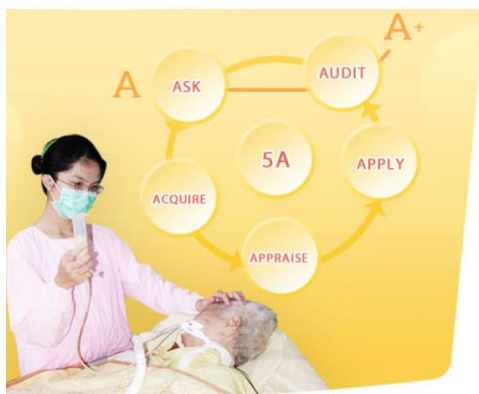 A+
A
ASK
AUDIT
5A
APPLY
ACQUIRE
APPRAISE